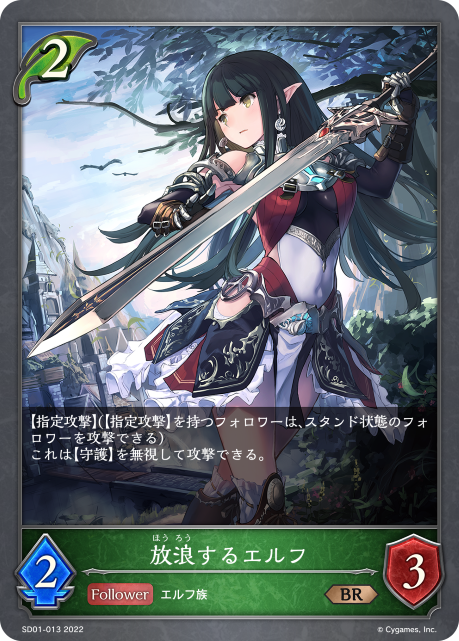 2
【指定攻撃】(【指定攻撃】を持つフォロワーは、スタンド状態のフォ
ロワーを攻撃できる)
これは【守護】を無視して攻撃できる。
ほうろう
放浪するエルフ
2
Follower エルフ族
BR
3
SD01-013 2022
© Cygames, Inc.